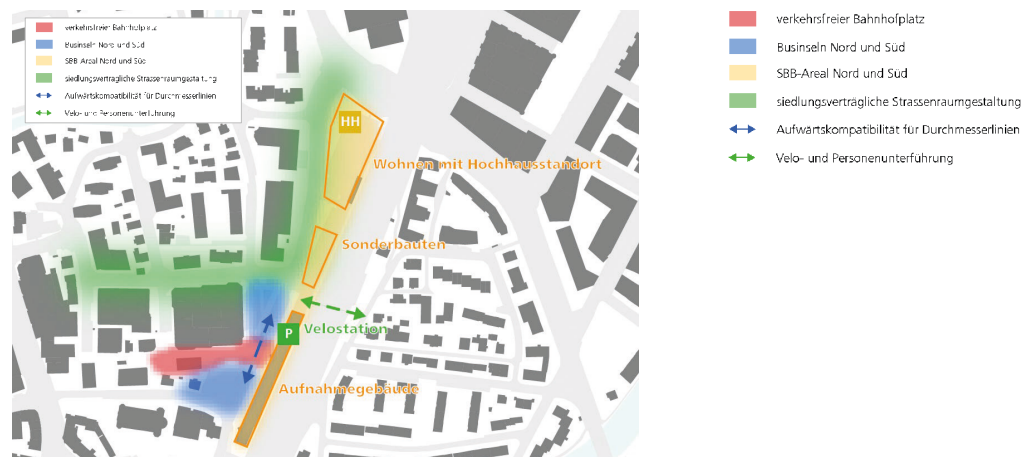 verkehrsfreier Bahnhofplatz
Businseln Nord und Süd
SBB-Areal Nord und Süd
siedlungsverträgliche Strassenraumgestaltung
Aufwärtskompatibilität für Durchmesserlinien
Velo- und Personenunterführung
HH
Wohnen mit Hochhausstandort
Sonderbauten
Velostation
P
Aufnahmegebäude
verkehrsfreier Bahnhofplatz
Businseln Nord und Süd
SBB-Areal Nord und Süd
siedlungsverträgliche Strassenraumgestaltung
Aufwärtskompatibilität für Durchmesserlinien
Velo- und Personenunterführung